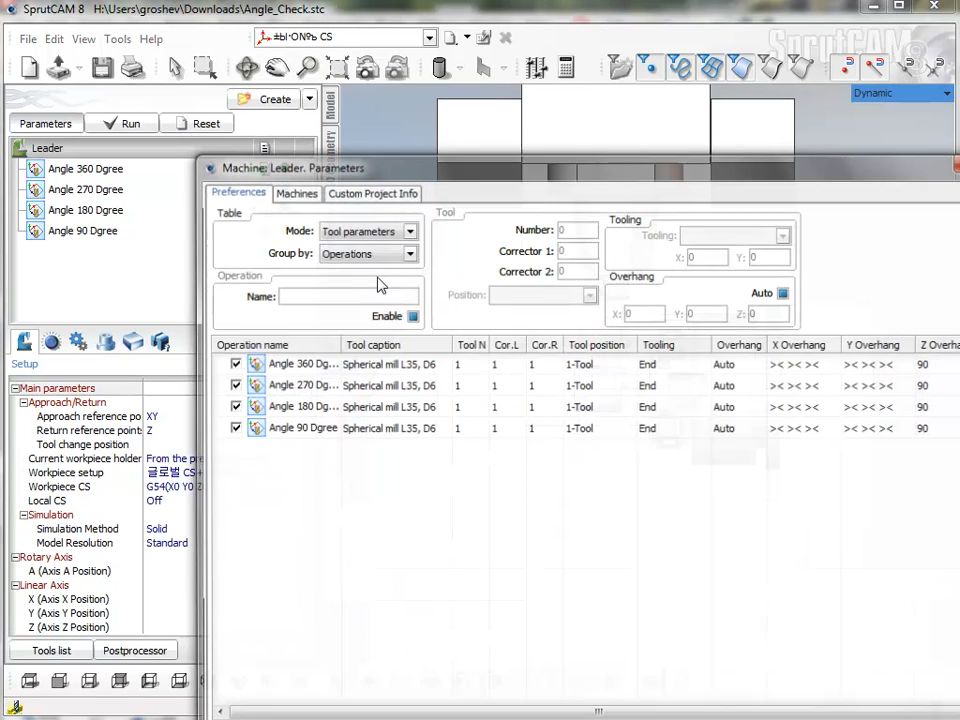 SprutCAM 8 H:\Users\groshev\Downloads\Angle_Check.stc
File Edit View Tools Help
SprutCAM
Create
Dynamic
Parameters Run Reset
Model
Leader
Angle 360 Dgree
Angle 270 Dgree
Angle 180 Dgree
Angle 90 Dgree
Machine: Leader. Parameters
Preferences Machines Custom Project Info
Table
Mode: Tool parameters
Group by: Operations
Operation
Name:
Enable
Tool
Number: 0
Corrector 1: 0
Corrector 2: 0
Position:
Tooling
Tooling:
X: 0 Y: 0
Overhang
Auto
X: 0 Y: 0 Z: 0
Operation name Tool caption Tool N Cor.L Cor.R Tool position Tooling Overhang X Overhang Y Overhang Z Overh
Angle 360 Dg... Spherical mill L35, D6 1 1 1 1-Tool End Auto >< >< >< >< 90
Angle 270 Dg... Spherical mill L35, D6 1 1 1 1-Tool End Auto >< >< >< >< 90
Angle 180 Dg... Spherical mill L35, D6 1 1 1 1-Tool End Auto >< >< >< >< 90
Angle 90 Dgree Spherical mill L35, D6 1 1 1 1-Tool End Auto >< >< >< >< 90
Setup
Main parameters
Approach/Return
Approach reference po XY
Return reference points Z
Tool change position
Current workpiece holder From the pre
Workpiece setup 글로벌 CS+
Workpiece CS G54(X0 Y0 Z
Local CS Off
Simulation
Simulation Method Solid
Model Resolution Standard
Rotary Axis
A (Axis A Position)
Linear Axis
X (Axis X Position)
Y (Axis Y Position)
Z (Axis Z Position)
Tools list Postprocessor